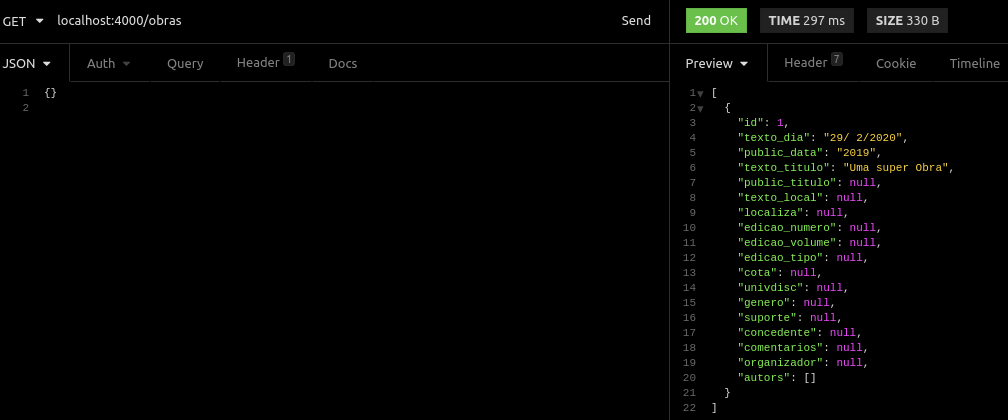 GET localhost:4000/obras Send 200 OK TIME 297 ms SIZE 330 B
JSON Auth Query Header 1 Docs Preview Header 7 Cookie Timeline
1 {}
2
1 [
2 {
3 "id": 1,
4 "texto_dia": "29/ 2/2020",
5 "public_data": "2019",
6 "texto_titulo": "Uma super Obra",
7 "public_titulo": null,
8 "texto_local": null,
9 "localiza": null,
10 "edicao_numero": null,
11 "edicao_volume": null,
12 "edicao_tipo": null,
13 "cota": null,
14 "univdisc": null,
15 "genero": null,
16 "suporte": null,
17 "concedente": null,
18 "comentarios": null,
19 "organizador": null,
20 "autors": []
21 }
22 ]